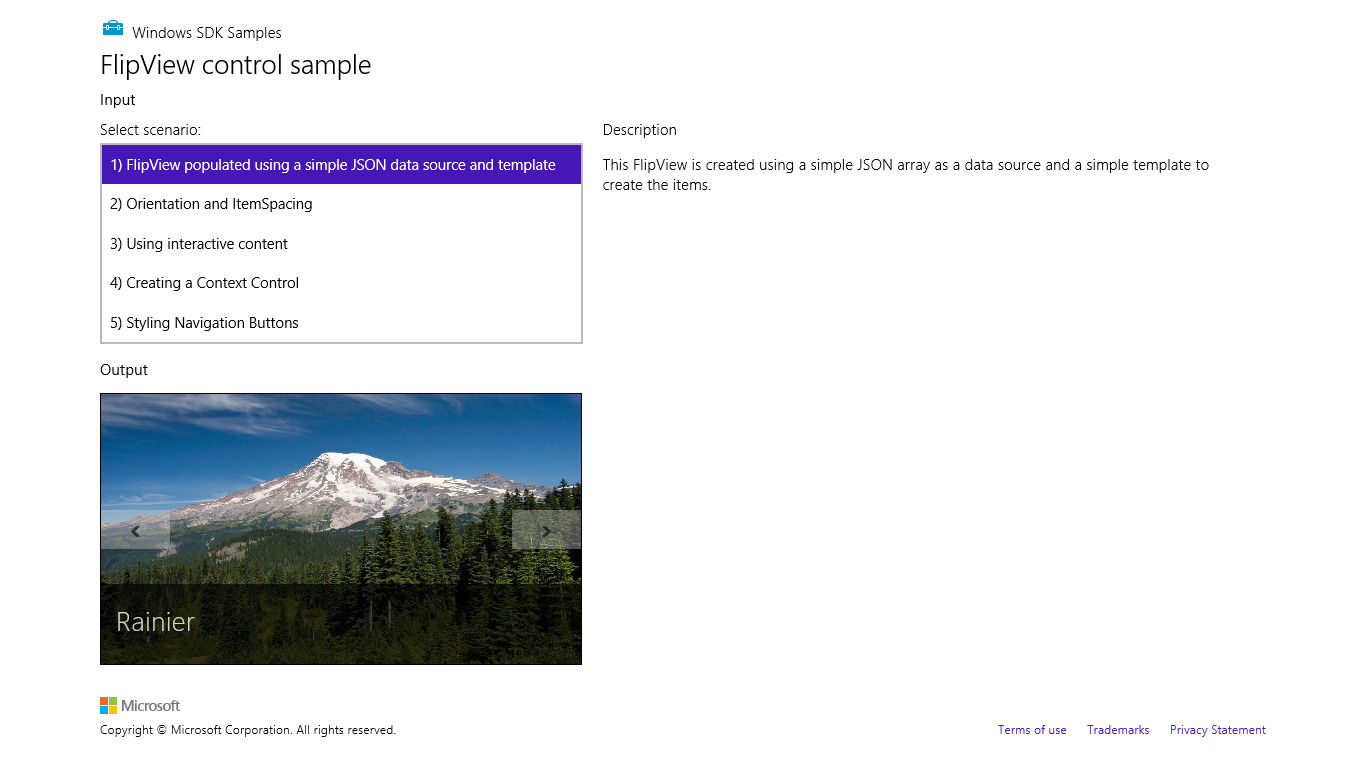 Windows SDK Samples
FlipView control sample
Input
Select scenario:
1) FlipView populated using a simple JSON data source and template
2) Orientation and ItemSpacing
3) Using interactive content
4) Creating a Context Control
5) Styling Navigation Buttons
Description
This FlipView is created using a simple JSON array as a data source and a simple template to
create the items.
Output
Rainier
Microsoft
Copyright © Microsoft Corporation. All rights reserved.
Terms of use Trademarks Privacy Statement